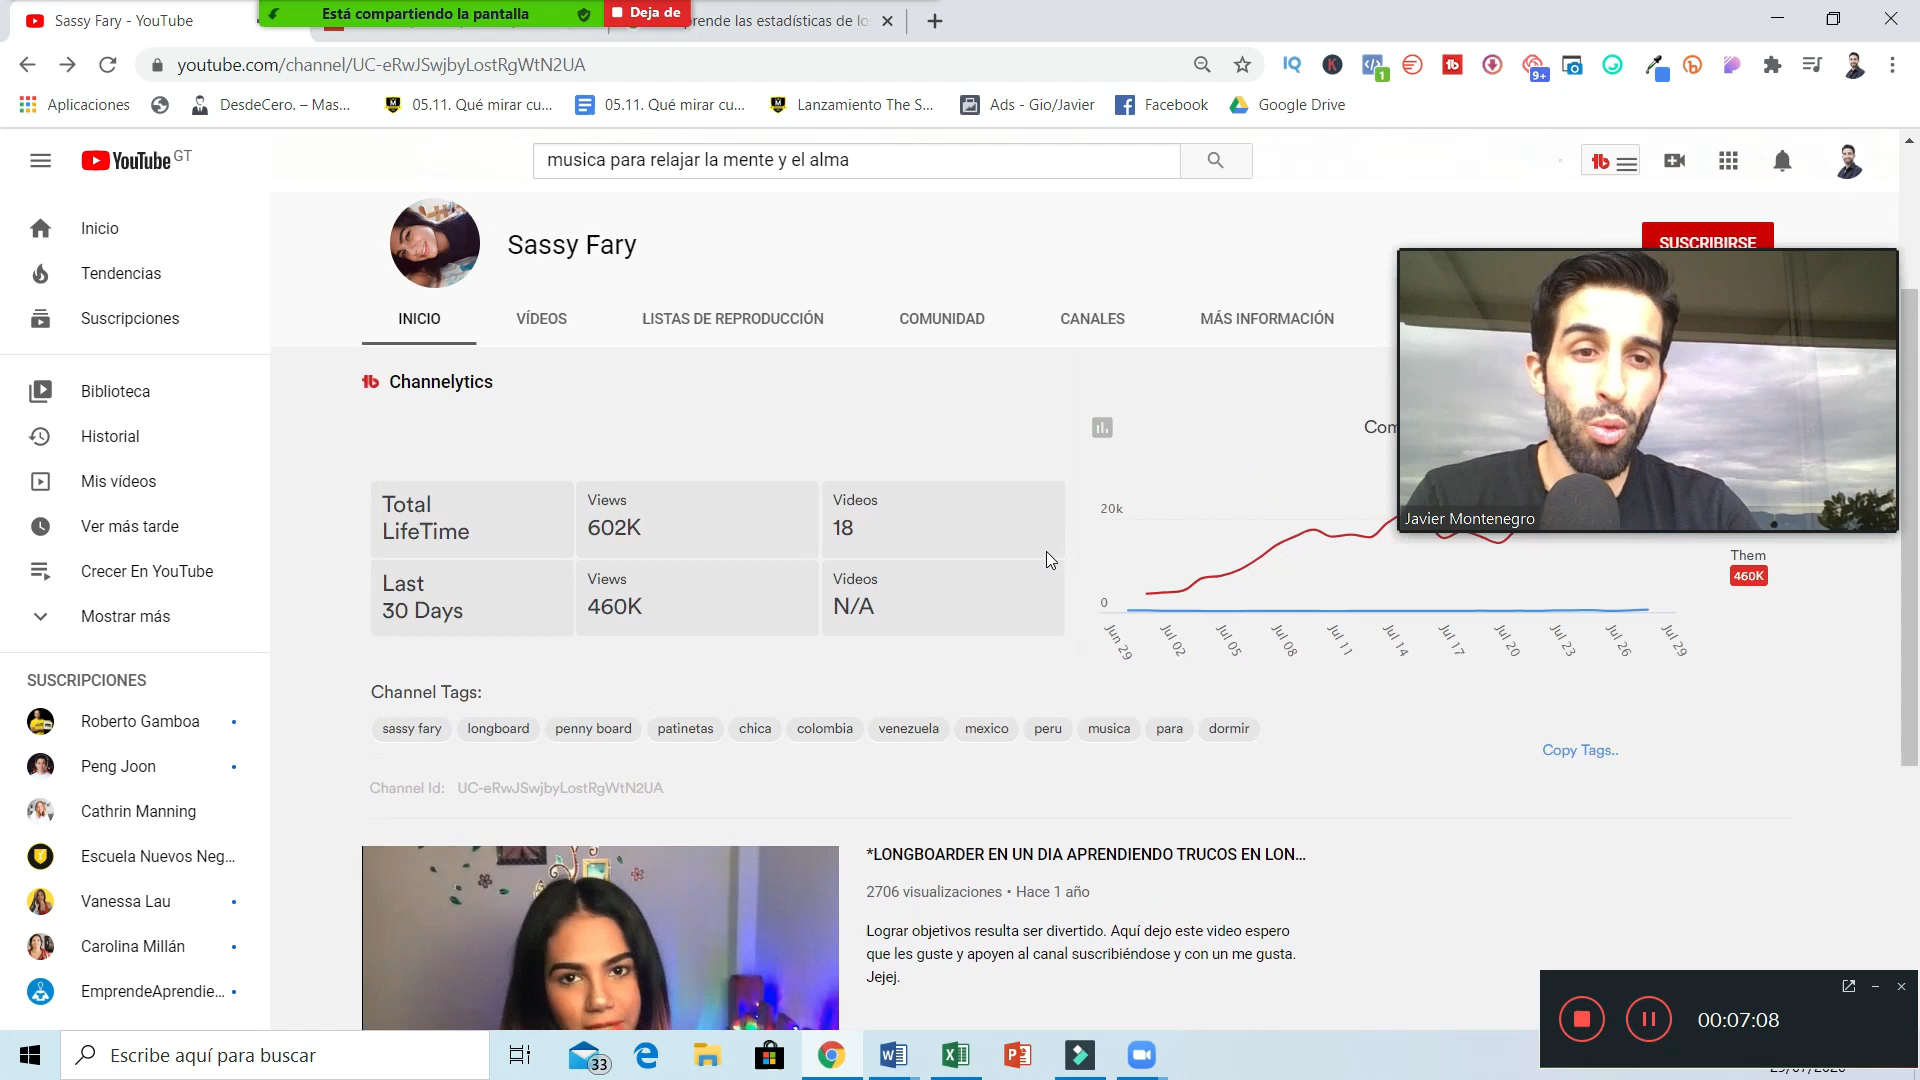 Sassy Fary - YouTube
Está compartiendo la pantalla
Deja de
rende las estadísticas de lo
youtube.com/channel/UC-eRwJSwjbyLostRgWtN2UA
IQ
K
1
tb
9+
Aplicaciones
DesdeCero. – Mas...
05.11. Qué mirar cu...
05.11. Qué mirar cu...
Lanzamiento The S...
Ads - Gio/Javier
Facebook
Google Drive
YouTube GT
musica para relajar la mente y el alma
tb
Inicio
Tendencias
Suscripciones
Biblioteca
Historial
Mis vídeos
Ver más tarde
Crecer En YouTube
Mostrar más
SUSCRIPCIONES
Roberto Gamboa
Peng Joon
Cathrin Manning
Escuela Nuevos Neg...
Vanessa Lau
Carolina Millán
EmprendeAprendie...
Sassy Fary
SUSCRIBIRSE
INICIO
VÍDEOS
LISTAS DE REPRODUCCIÓN
COMUNIDAD
CANALES
MÁS INFORMACIÓN
tb Channelytics
Total LifeTime
Views
602K
Videos
18
Last 30 Days
Views
460K
Videos
N/A
Com
20k
0
Jun 29
Jul 02
Jul 05
Jul 08
Jul 11
Jul 14
Jul 17
Jul 20
Jul 23
Jul 26
Jul 29
Them
460K
Javier Montenegro
Channel Tags:
sassy fary
longboard
penny board
patinetas
chica
colombia
venezuela
mexico
peru
musica
para
dormir
Copy Tags..
Channel Id: UC-eRwJSwjbyLostRgWtN2UA
*LONGBOARDER EN UN DIA APRENDIENDO TRUCOS EN LON...
2706 visualizaciones • Hace 1 año
Lograr objetivos resulta ser divertido. Aquí dejo este video espero
que les guste y apoyen al canal suscribiéndose y con un me gusta.
Jejej.
00:07:08
Escribe aquí para buscar
33